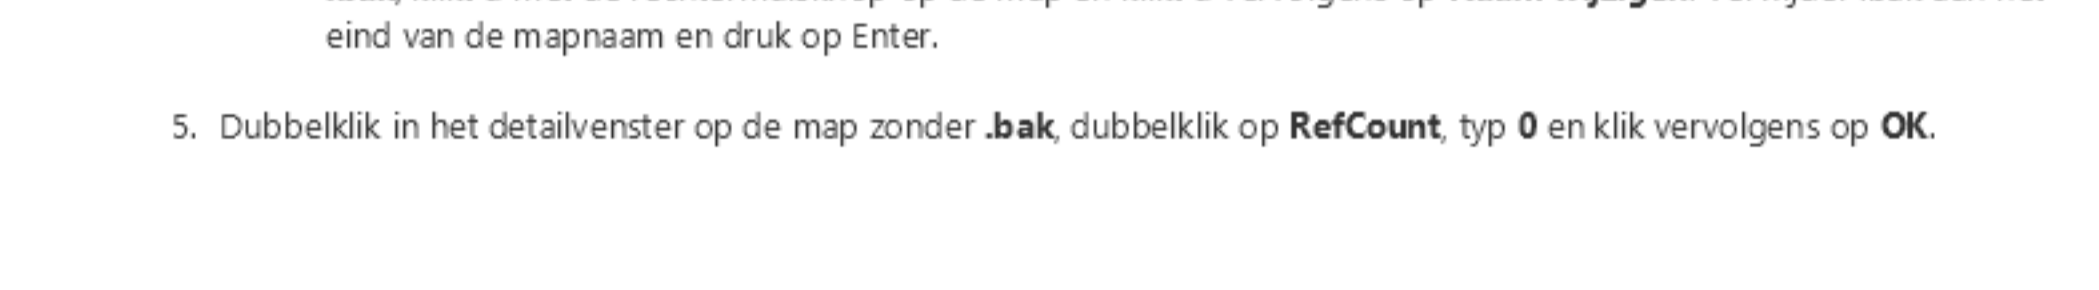 eind van de mapnaam en druk op Enter.
5. Dubbelklik in het detailvenster op de map zonder .bak, dubbelklik op RefCount, typ 0 en klik vervolgens op OK.